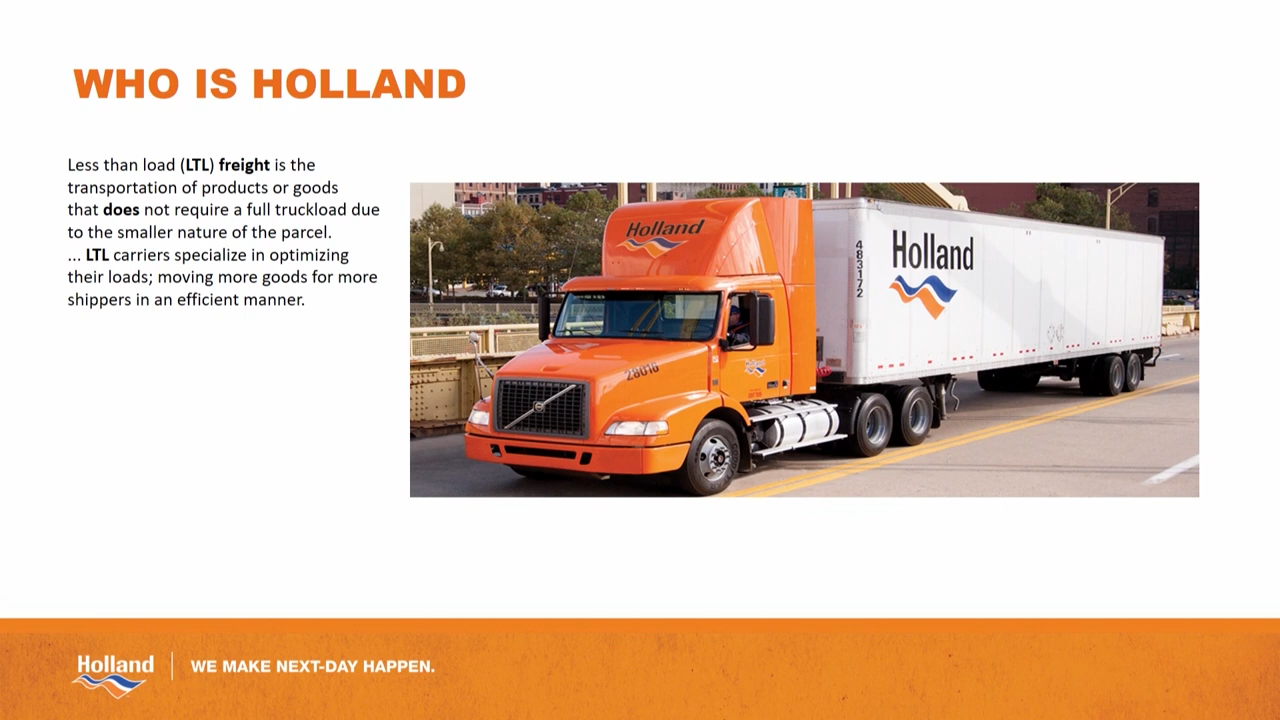 WHO IS HOLLAND
Less than load (LTL) freight is the
transportation of products or goods
that does not require a full truckload due
to the smaller nature of the parcel.
... LTL carriers specialize in optimizing
their loads; moving more goods for more
shippers in an efficient manner.
Holland
Holland
483172
28016
Holland
WE MAKE NEXT-DAY HAPPEN.